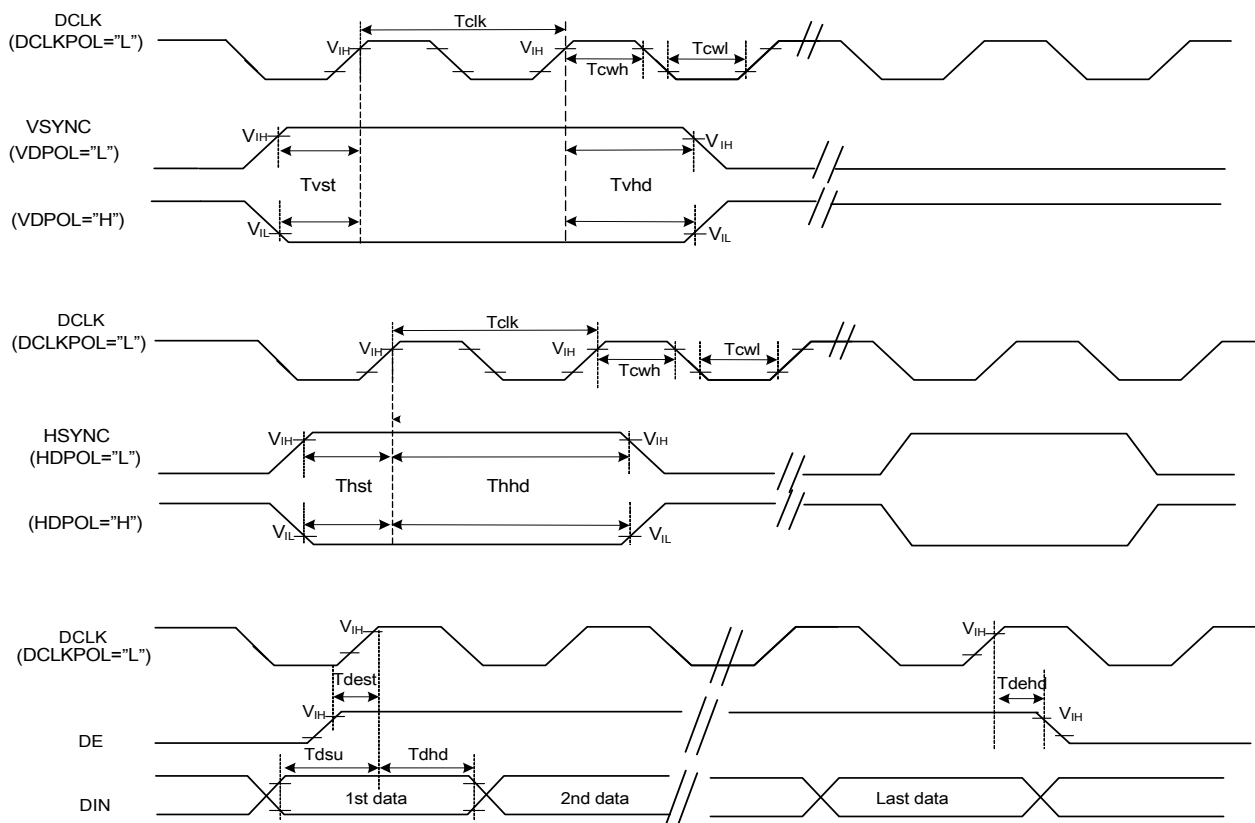 DCLK
(DCLKPOL="L")
Tclk
VIH
VIH
Tcwh
Tcwl
VSYNC
(VDPOL="L")
VIH
VIH
Tvst
Tvhd
(VDPOL="H")
VIL
VIL
DCLK
(DCLKPOL="L")
Tclk
VIH
VIH
Tcwh
Tcwl
HSYNC
(HDPOL="L")
VIH
VIH
Thst
Thhd
(HDPOL="H")
VIL
VIL
DCLK
(DCLKPOL="L")
VIH
VIH
Tdest
Tdehd
VIH
VIH
DE
Tdsu
Tdhd
DIN
1st data
2nd data
Last data